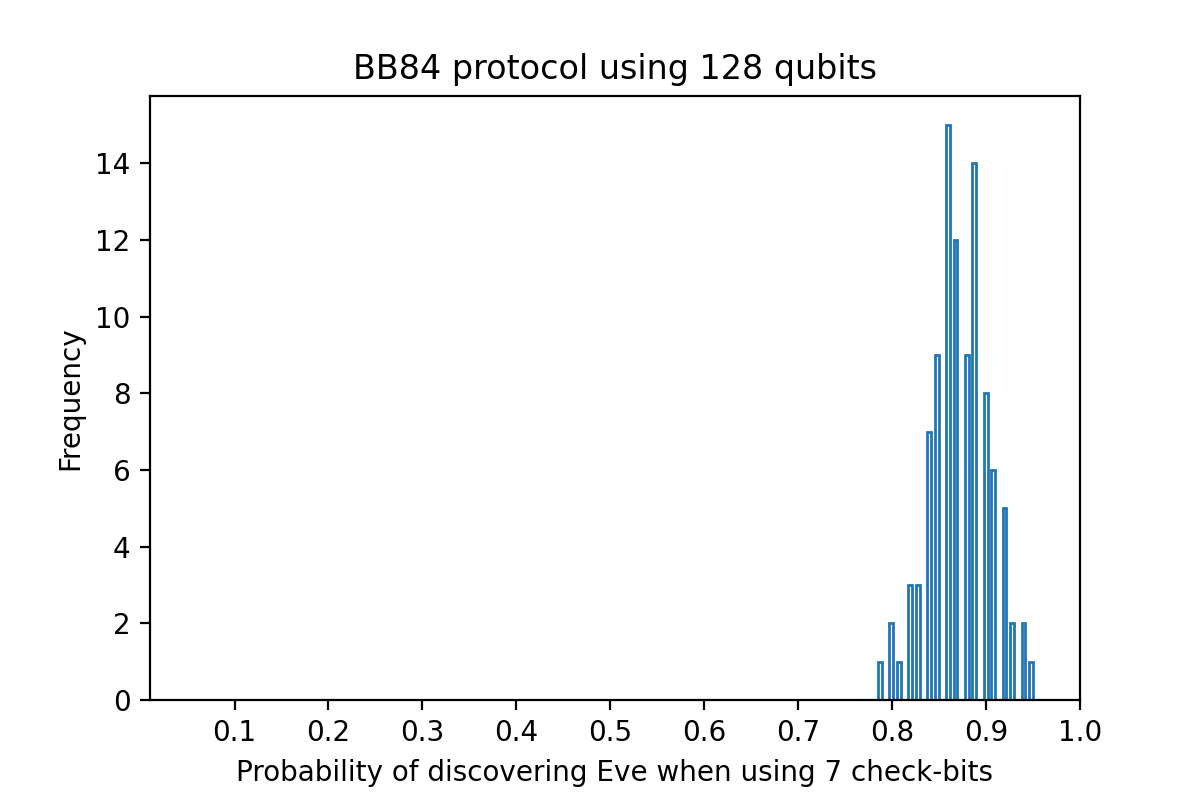 BB84 protocol using 128 qubits
14
12
10
8
6
4
2
0
Frequency
0.1 0.2 0.3 0.4 0.5 0.6 0.7 0.8 0.9 1.0
Probability of discovering Eve when using 7 check-bits